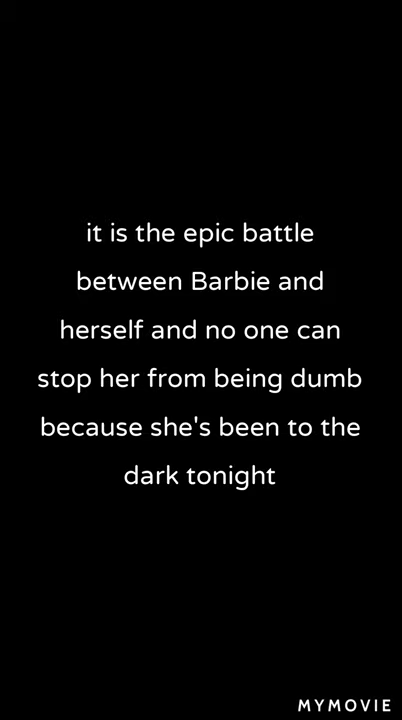 it is the epic battle
between Barbie and
herself and no one can
stop her from being dumb
because she's been to the
dark tonight
MYMOVIE